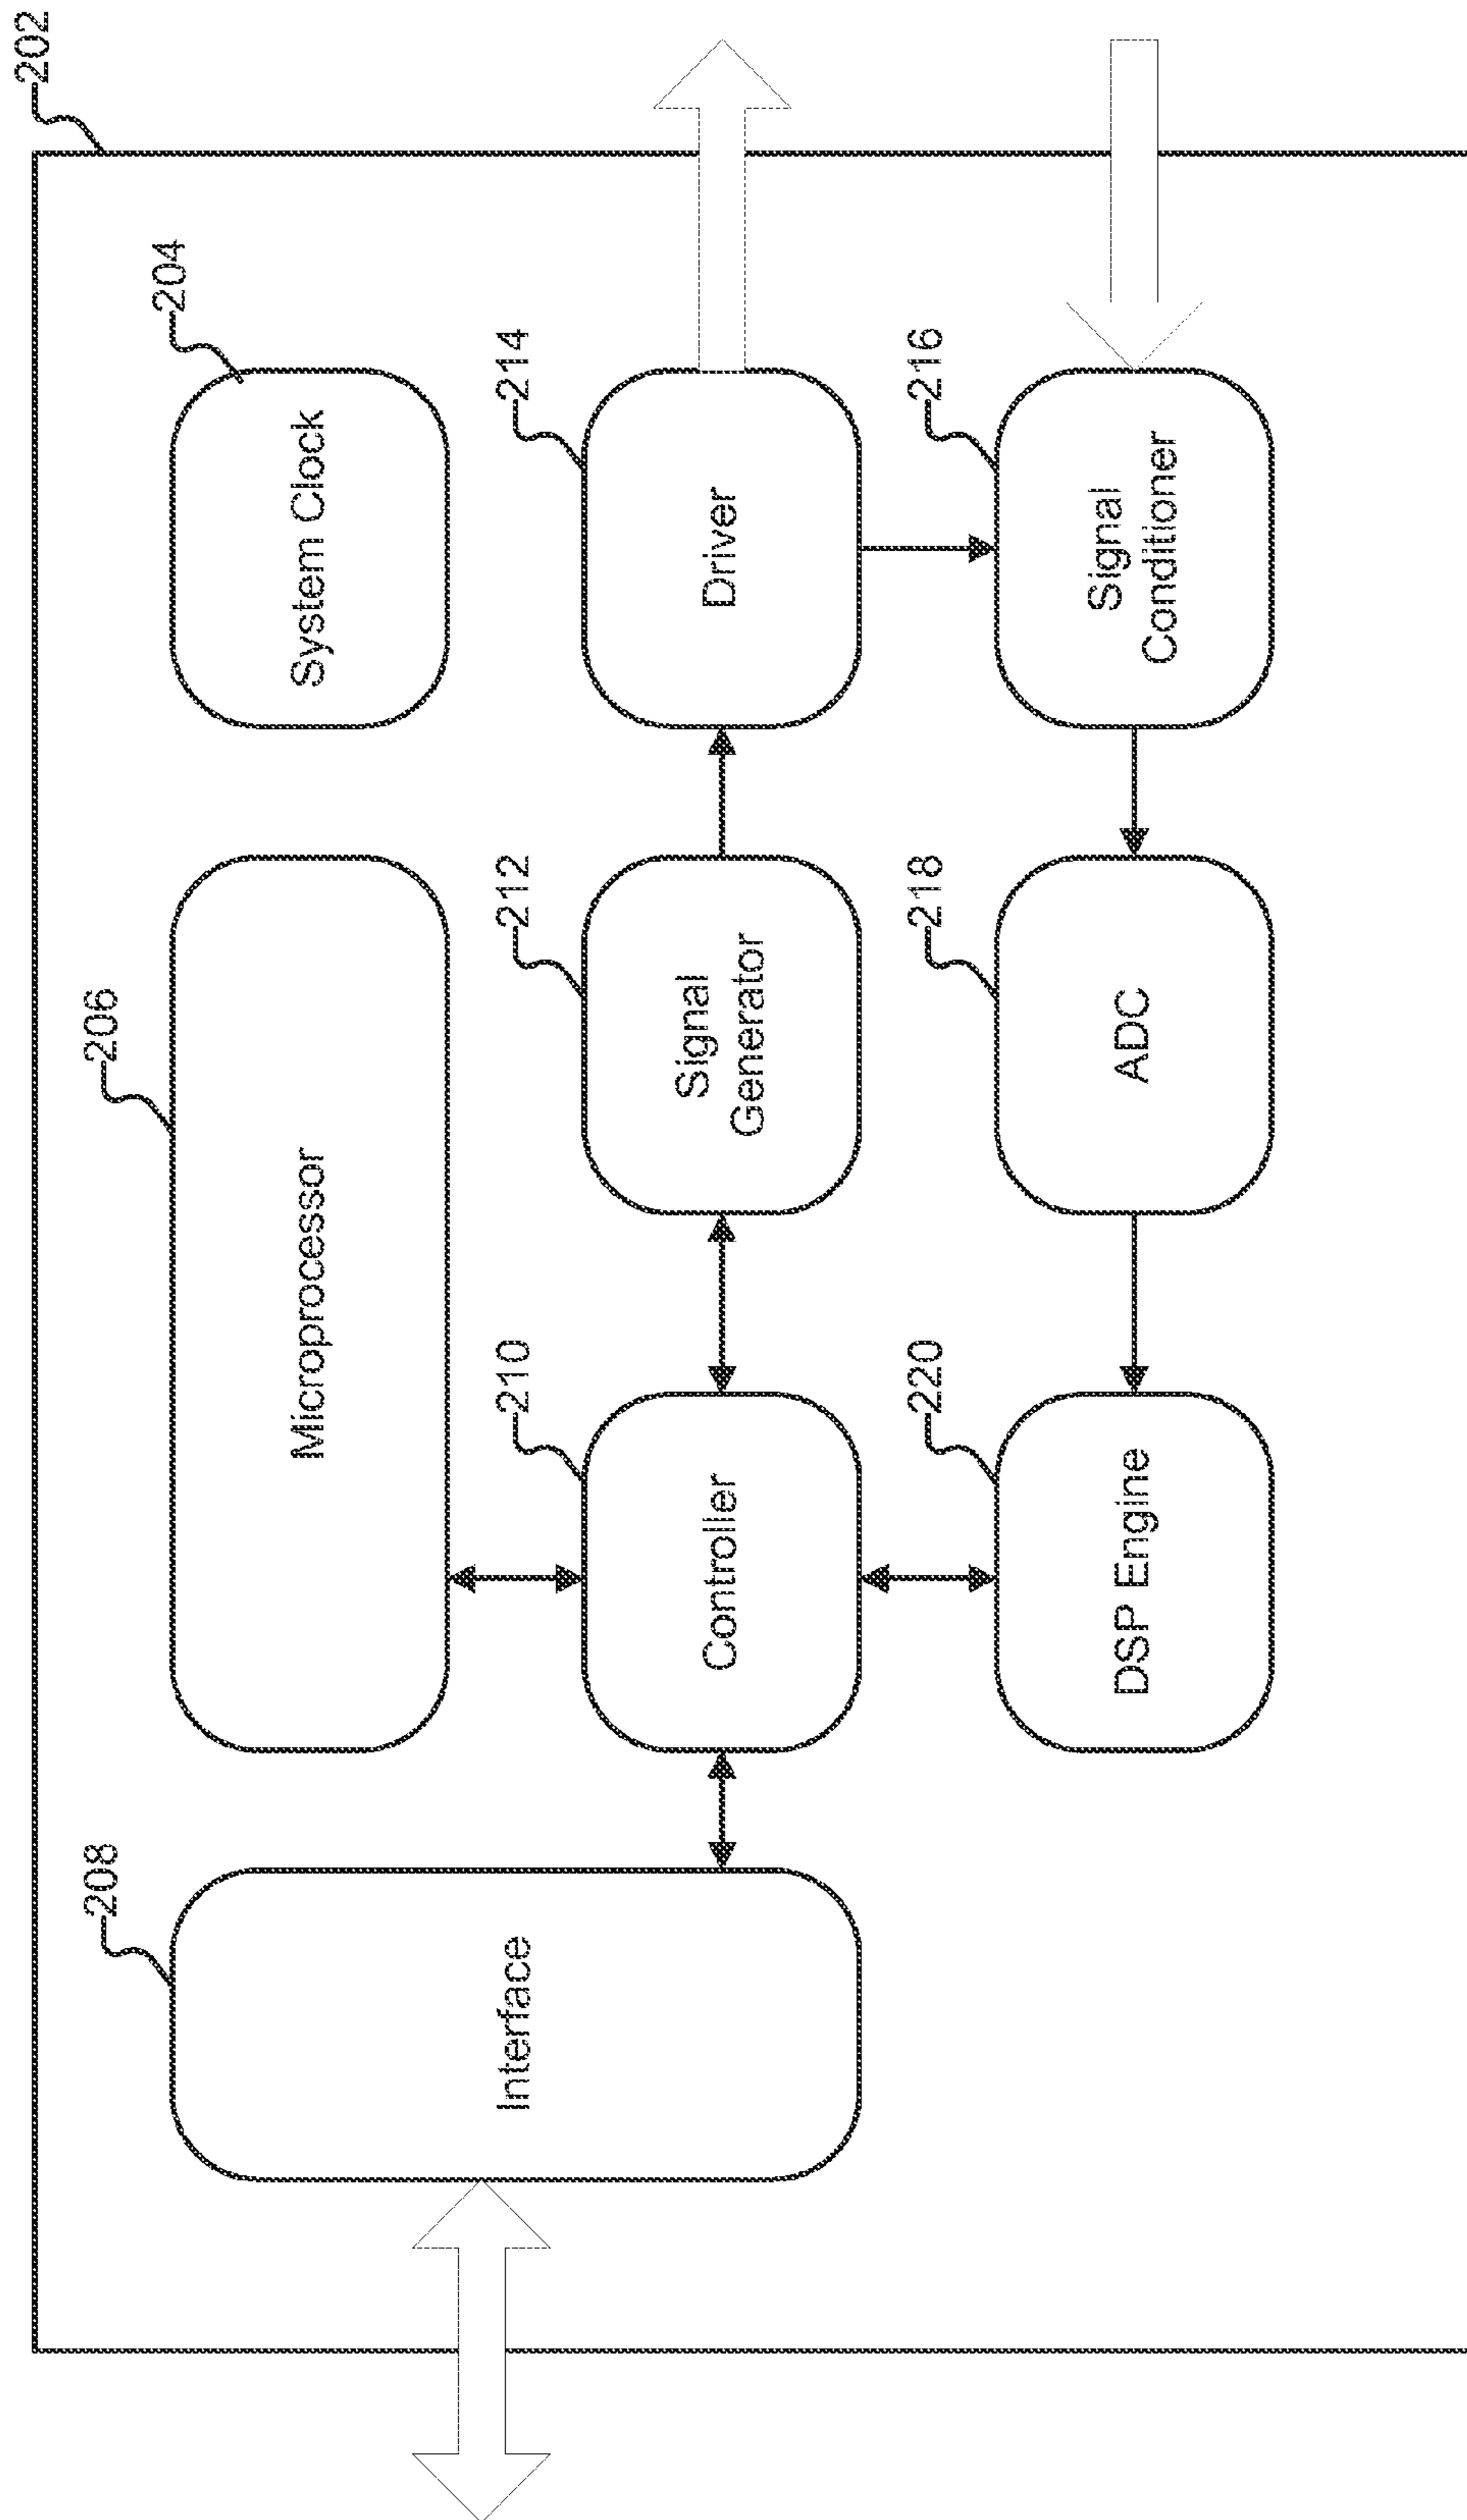 202
208
Interface
206
Microprocessor
204
System Clock
210
Controller
212
Signal
Generator
214
Driver
220
DSP Engine
218
ADC
216
Signal
Conditioner